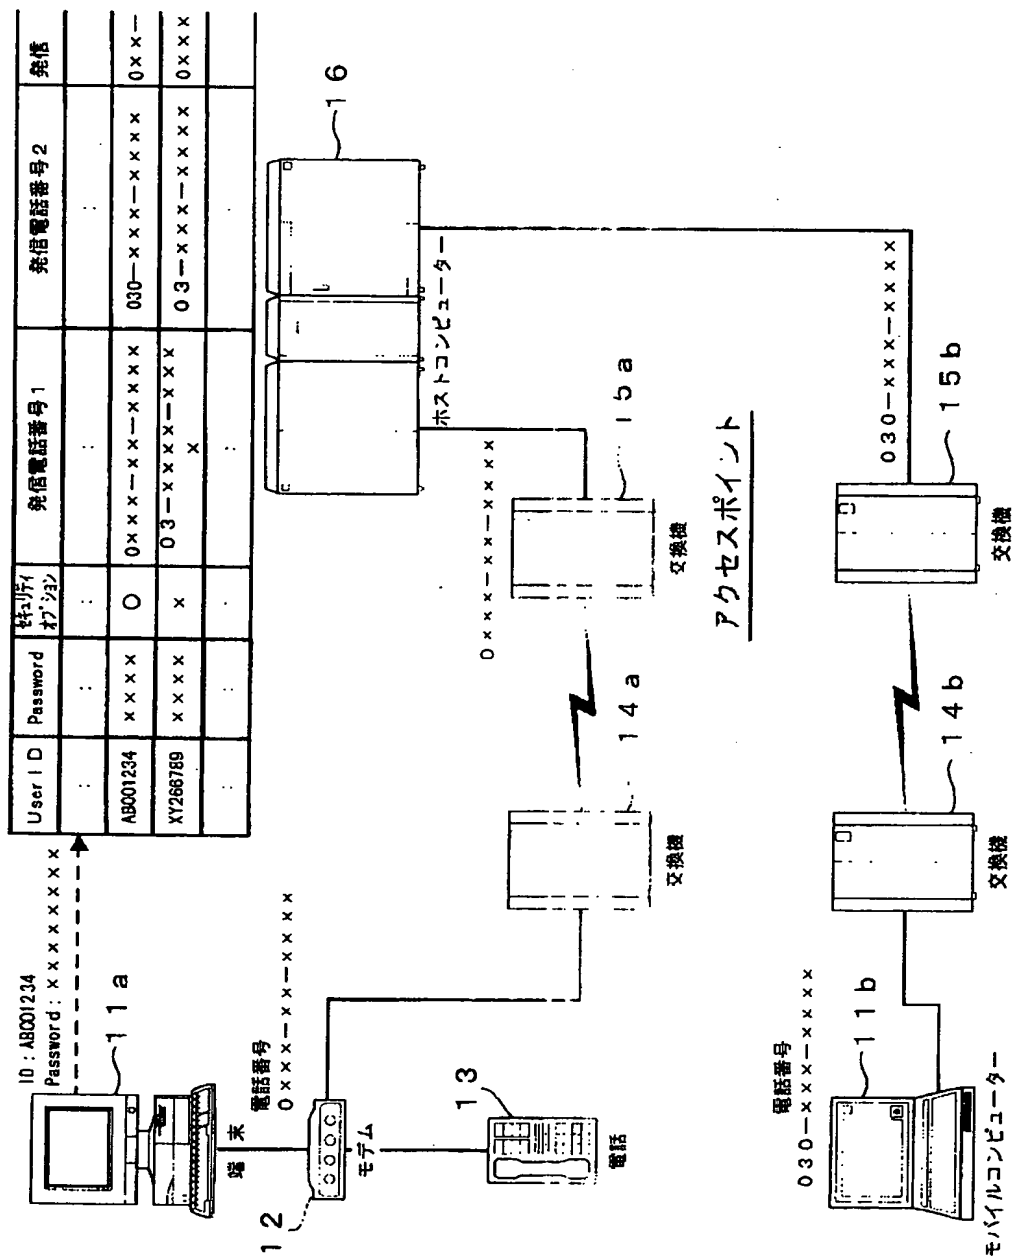 ID : AB001234
Password : ××××××××
UserID Password セキュリティオプション 発信電話番号1 発信電話番号2 発信
: : : : :
AB001234 ×××× ○ 0×××-××-×××× 030-×××-×××× 0××-
XY266789 ×××× × 03-××××-×××× 03-××××-×××× 0×××
: : . : .
11a
端末
電話番号
0×××-××-××××
12
モデム
13
電話
14a
交換機
0×××-××-××××
15a
交換機
16
ホストコンピューター
アクセスポイント
電話番号
030-×××-××××
11b
モバイルコンピューター
14b
交換機
030-×××-××××
15b
交換機